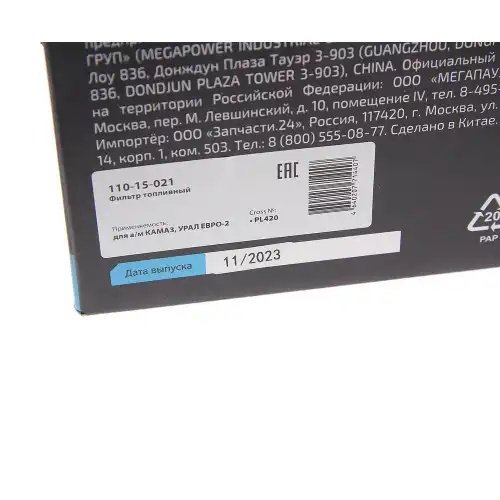 ГРУП» (MEGAPOWER INDUSTRIAL
Лоу 836, Донждун Плаза Тауэр 3-903 (GUANGZHOU, DONG
836, DONDJUN PLAZA TOWER 3-903), CHINA. Официальный
на территории Российской Федерации: ООО «МЕГАПАУ
Москва, пер. М. Левшинский, д. 10, помещение IV, тел. 8-495-
Импортёр: ООО «Запчасти.24», Россия, 117420, г. Москва, ул.
14, корп. 1, ком. 503. Тел.: 8 (800) 555-08-77. Сделано в Китае.
EAC
110-15-021
Фильтр топливный
Применяемость:
для а/м КАМАЗ, УРАЛ ЕВРО-2
Cross №:
• PL420
4640207714407
20
PAP
Дата выпуска
11/2023